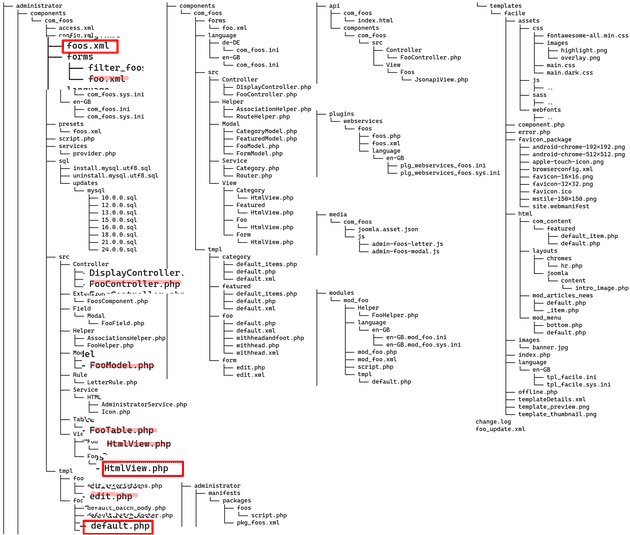 administrator
components
com_foos
access.xml
config.xml
foos.xml
forms
filter_foos
foo.xml
com_foos.sys.ini
en-GB
com_foos.ini
com_foos.sys.ini
presets
foos.xml
script.php
services
provider.php
sql
install.mysql.utf8.sql
uninstall.mysql.utf8.sql
updates
mysql
10.0.0.sql
12.0.0.sql
13.0.0.sql
15.0.0.sql
16.0.0.sql
18.0.0.sql
21.0.0.sql
24.0.0.sql
src
Controller
DisplayController.
FooController.php
FoosComponent.php
Field
Modal
FooField.php
Helper
AssociationsHelper.php
FooHelper.php
FooModel.php
Rule
LetterRule.php
Service
HTML
AdministratorService.php
Icon.php
FooTable.php
HtmlView.php
HtmlView.php
tmpl
foo
edit_associations.php
edit.php
default_batch_body.php
default_batch_footer.php
default.php
components
com_foos
forms
foo.xml
language
de-DE
com_foos.ini
en-GB
com_foos.ini
src
Controller
DisplayController.php
FooController.php
Helper
AssociationHelper.php
RouteHelper.php
Model
CategoryModel.php
FeaturedModel.php
FooModel.php
FormModel.php
Service
Category.php
Router.php
View
Category
HtmlView.php
Featured
HtmlView.php
Foo
HtmlView.php
Form
HtmlView.php
tmpl
category
default_items.php
default.php
default.xml
featured
default_items.php
default.php
default.xml
foo
default.php
default.xml
withheadandfoot.php
withhead.php
withhead.xml
form
edit.php
edit.xml
administrator
manifests
packages
foos
script.php
pkg_foos.xml
api
com_foos
index.html
components
com_foos
src
Controller
FooController.php
View
Foos
JsonapiView.php
plugins
webservices
foos
foos.php
foos.xml
language
en-GB
plg_webservices_foos.ini
plg_webservices_foos.sys.ini
media
com_foos
joomla.asset.json
js
admin-foos-letter.js
admin-foos-modal.js
modules
mod_foo
Helper
FooHelper.php
language
en-GB
en-GB.mod_foo.ini
en-GB.mod_foo.sys.ini
mod_foo.php
mod_foo.xml
script.php
tmpl
default.php
templates
facile
assets
css
fontawesome-all.min.css
images
highlight.png
overlay.png
main.css
main.dark.css
js
..
sass
..
webfonts
..
component.php
error.php
favicon_package
android-chrome-192×192.png
android-chrome-512×512.png
apple-touch-icon.png
browserconfig.xml
favicon-16×16.png
favicon-32×32.png
favicon.ico
mstile-150×150.png
site.webmanifest
html
com_content
featured
default_item.php
default.php
layouts
chromes
hr.php
joomla
content
intro_image.php
mod_articles_news
default.php
_item.php
mod_menu
bottom.php
default.php
images
banner.jpg
index.php
language
en-GB
tpl_facile.ini
tpl_facile.sys.ini
offline.php
templateDetails.xml
template_preview.png
template_thumbnail.png
change.log
foo_update.xml